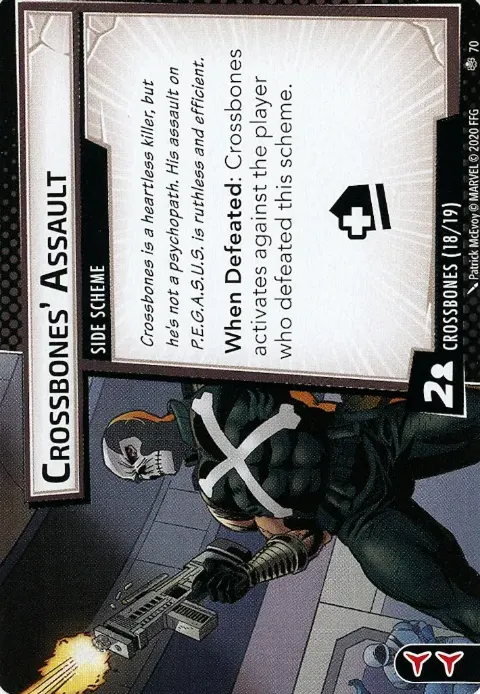 CROSSBONES' ASSAULT
SIDE SCHEME
Crossbones is a heartless killer, but
he's not a psychopath. His assault on
P.E.G.A.S.U.S. is ruthless and efficient.
When Defeated: Crossbones
activates against the player
who defeated this scheme.
2
CROSSBONES (18/19)
Patrick McEvoy © MARVEL © 2020 FFG
70